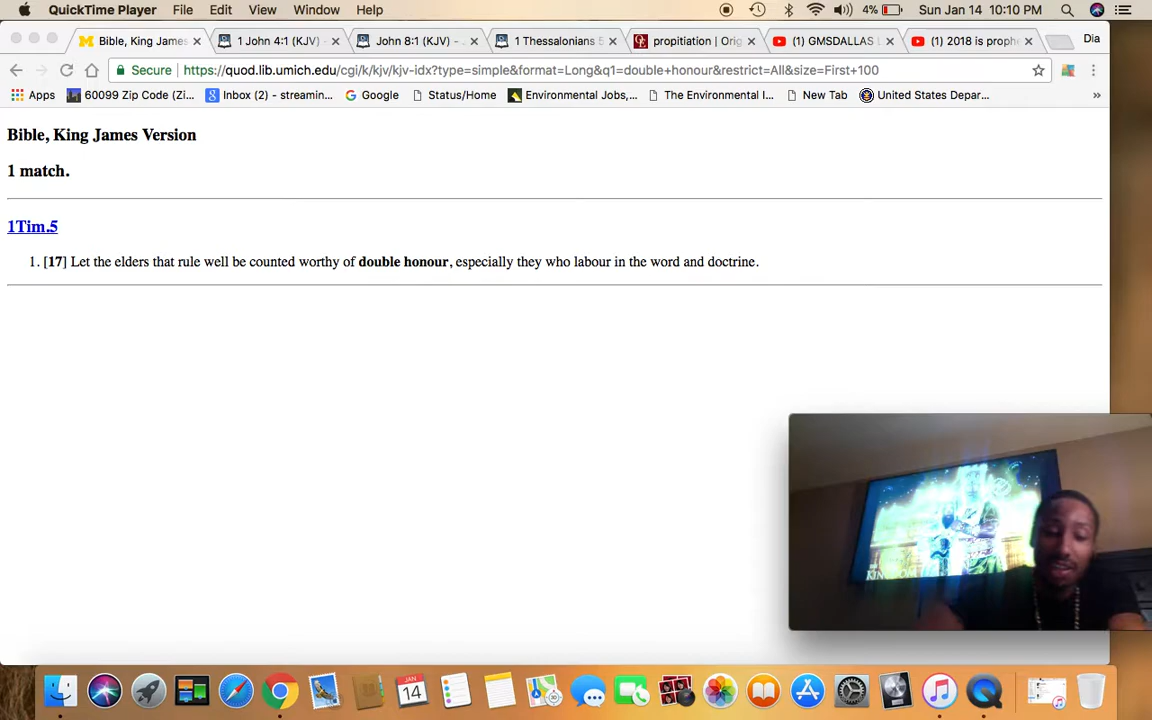 QuickTime Player File Edit View Window Help 4% Sun Jan 14 10:10 PM
Bible, King James 1 John 4:1 (KJV) - John 8:1 (KJV) - 1 Thessalonians 5 propitiation | Orig (1) GMSDALLAS L (1) 2018 is prophe Dia
Secure https://quod.lib.umich.edu/cgi/k/kjv/kjv-idx?type=simple&format=Long&q1=double+honour&restrict=All&size=First+100
Apps 60099 Zip Code (Zi... Inbox (2) - streamin... Google Status/Home Environmental Jobs,... The Environmental I... New Tab United States Depar... »
Bible, King James Version
1 match.
1Tim.5
1. [17] Let the elders that rule well be counted worthy of double honour, especially they who labour in the word and doctrine.
JAN
14